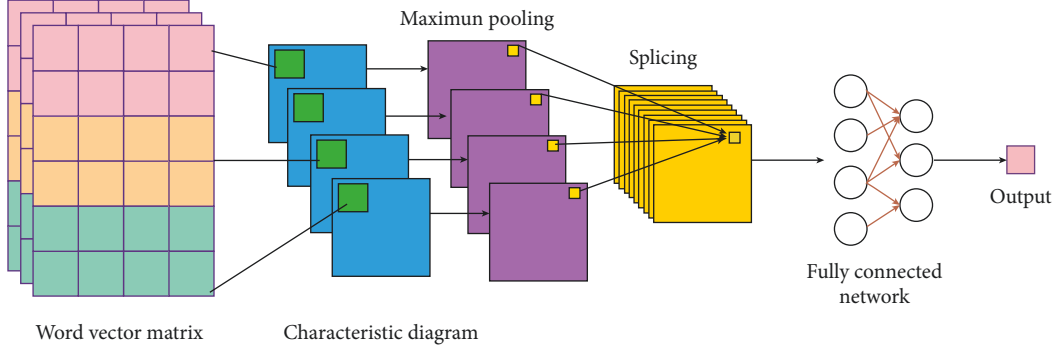 Maximun pooling
Splicing
Output
Fully connected
network
Word vector matrix
Characteristic diagram